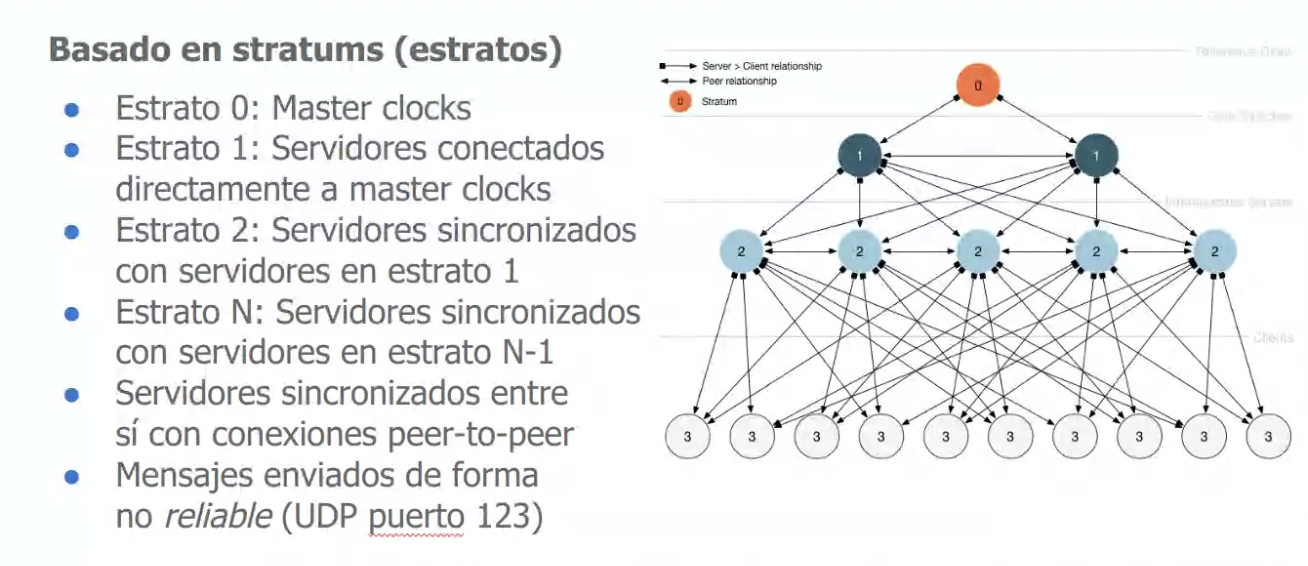 Basado en stratums (estratos)
● Estrato 0: Master clocks
● Estrato 1: Servidores conectados
directamente a master clocks
● Estrato 2: Servidores sincronizados
con servidores en estrato 1
● Estrato N: Servidores sincronizados
con servidores en estrato N-1
● Servidores sincronizados entre
sí con conexiones peer-to-peer
● Mensajes enviados de forma
no reliable (UDP puerto 123)
Server > Client relationship
Peer relationship
0 Stratum
0
1 1
2 2 2 2 2
Clients
3 3 3 3 3 3 3 3 3 3